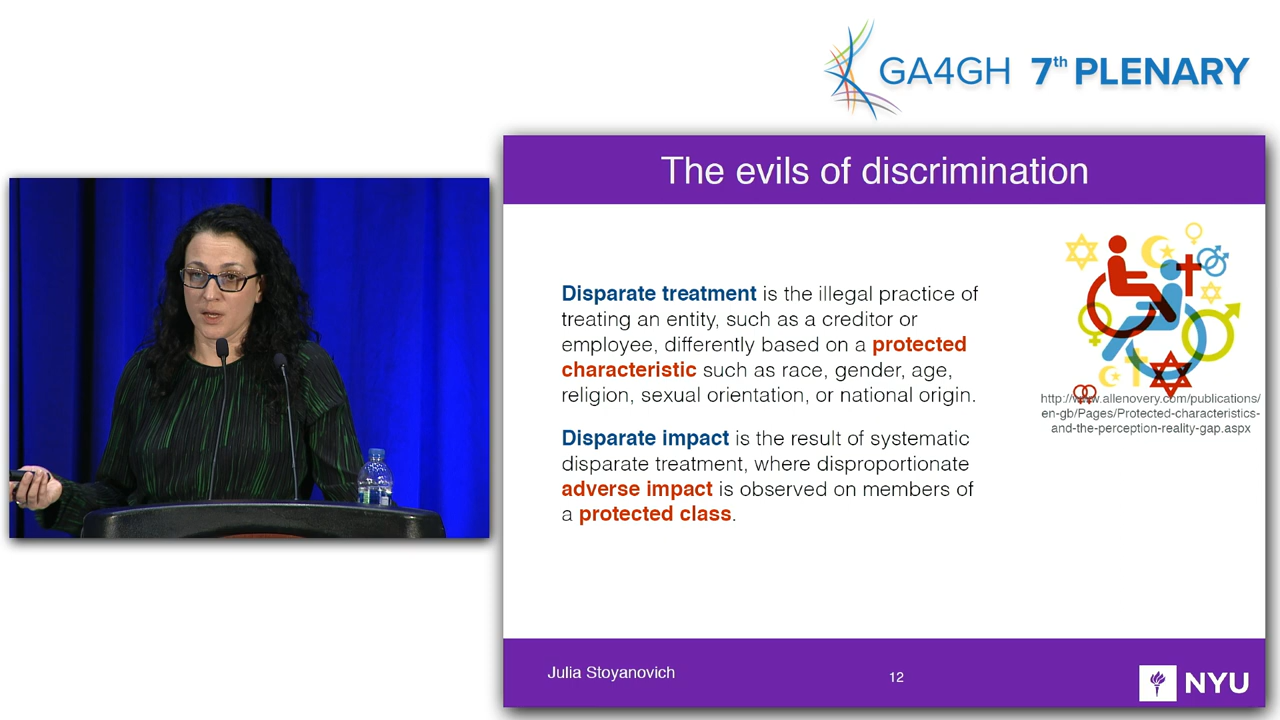 GA4GH 7th PLENARY
The evils of discrimination
Disparate treatment is the illegal practice of
treating an entity, such as a creditor or
employee, differently based on a protected
characteristic such as race, gender, age,
religion, sexual orientation, or national origin.
Disparate impact is the result of systematic
disparate treatment, where disproportionate
adverse impact is observed on members of
a protected class.
http://www.allenovery.com/publications/
en-gb/Pages/Protected-characteristics-
and-the-perception-reality-gap.aspx
Julia Stoyanovich
12
NYU